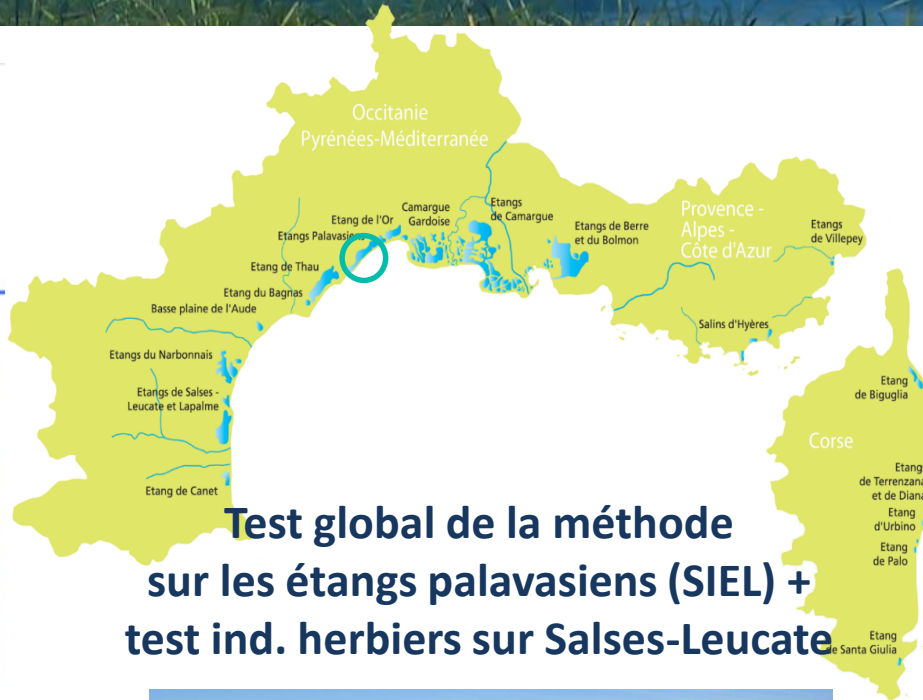 Occitanie
Pyrénées-Méditerranée
Camargue
Gardoise
Etangs
de Camargue
Etang de l'Or
Etangs Palavasiens
Etang de Thau
Etang du Bagnas
Basse plaine de l'Aude
Etangs du Narbonnais
Etangs de Salses -
Leucate et Lapalme
Etang de Canet
Etangs de Berre
et du Bolmon
Provence -
Alpes -
Côte d'Azur
Etangs
de Villepey
Salins d'Hyères
Etang
de Biguglia
Corse
Etang
de Terrenzana
et de Diana
Etang
d'Urbino
Etang
de Palo
Etang
de Santa Giulia
Test global de la méthode
sur les étangs palavasiens (SIEL) +
test ind. herbiers sur Salses-Leucate